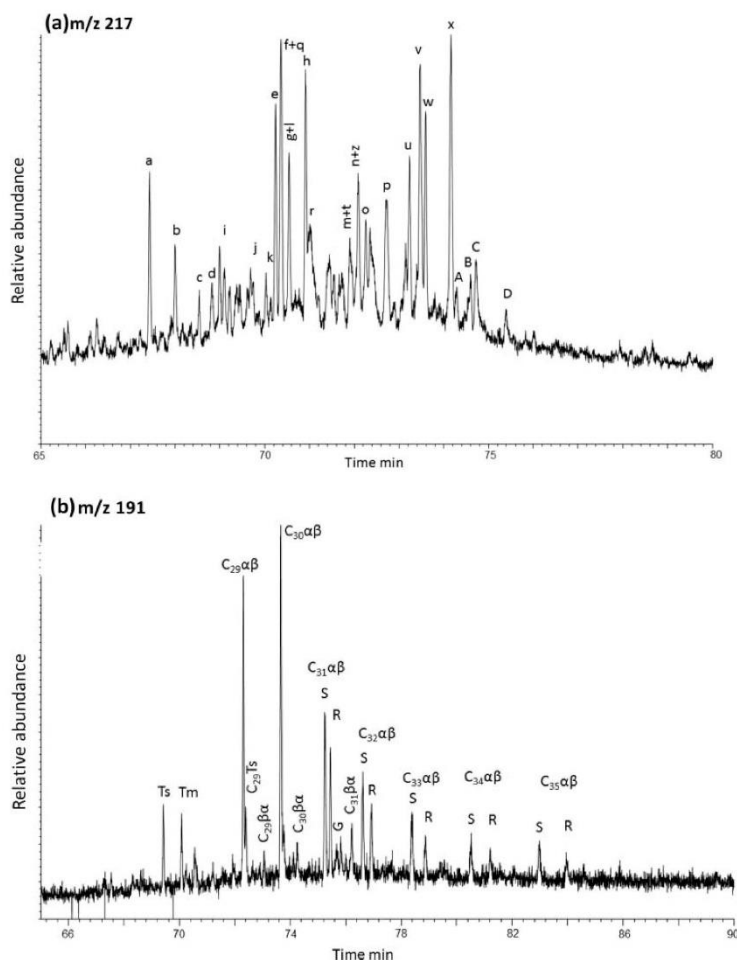 (a) m/z 217
Relative abundance
a
b
c
d
i
j
k
e
f+q
g+l
h
r
m+t
n+z
o
p
u
v
w
x
A
B
C
D
65
70
75
80
Time min
(b) m/z 191
Relative abundance
Ts
Tm
C₂₉αβ
C₂₉Ts
C₂₉βα
C₃₀αβ
C₃₀βα
C₃₁αβ
S
R
G
C₃₁βα
C₃₂αβ
S
R
C₃₃αβ
S
R
C₃₄αβ
S
R
C₃₅αβ
S
R
66
70
74
78
82
86
90
Time min